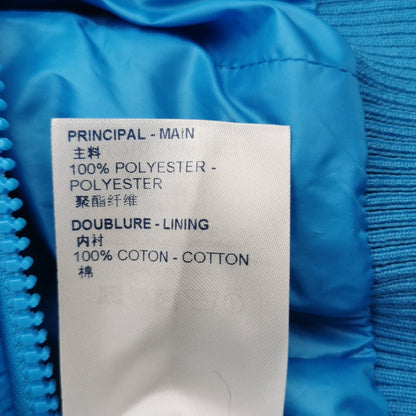 PRINCIPAL - MAIN
主料
100% POLYESTER -
POLYESTER
聚酯纤维
DOUBLURE - LINING
内衬
100% COTON - COTTON
棉